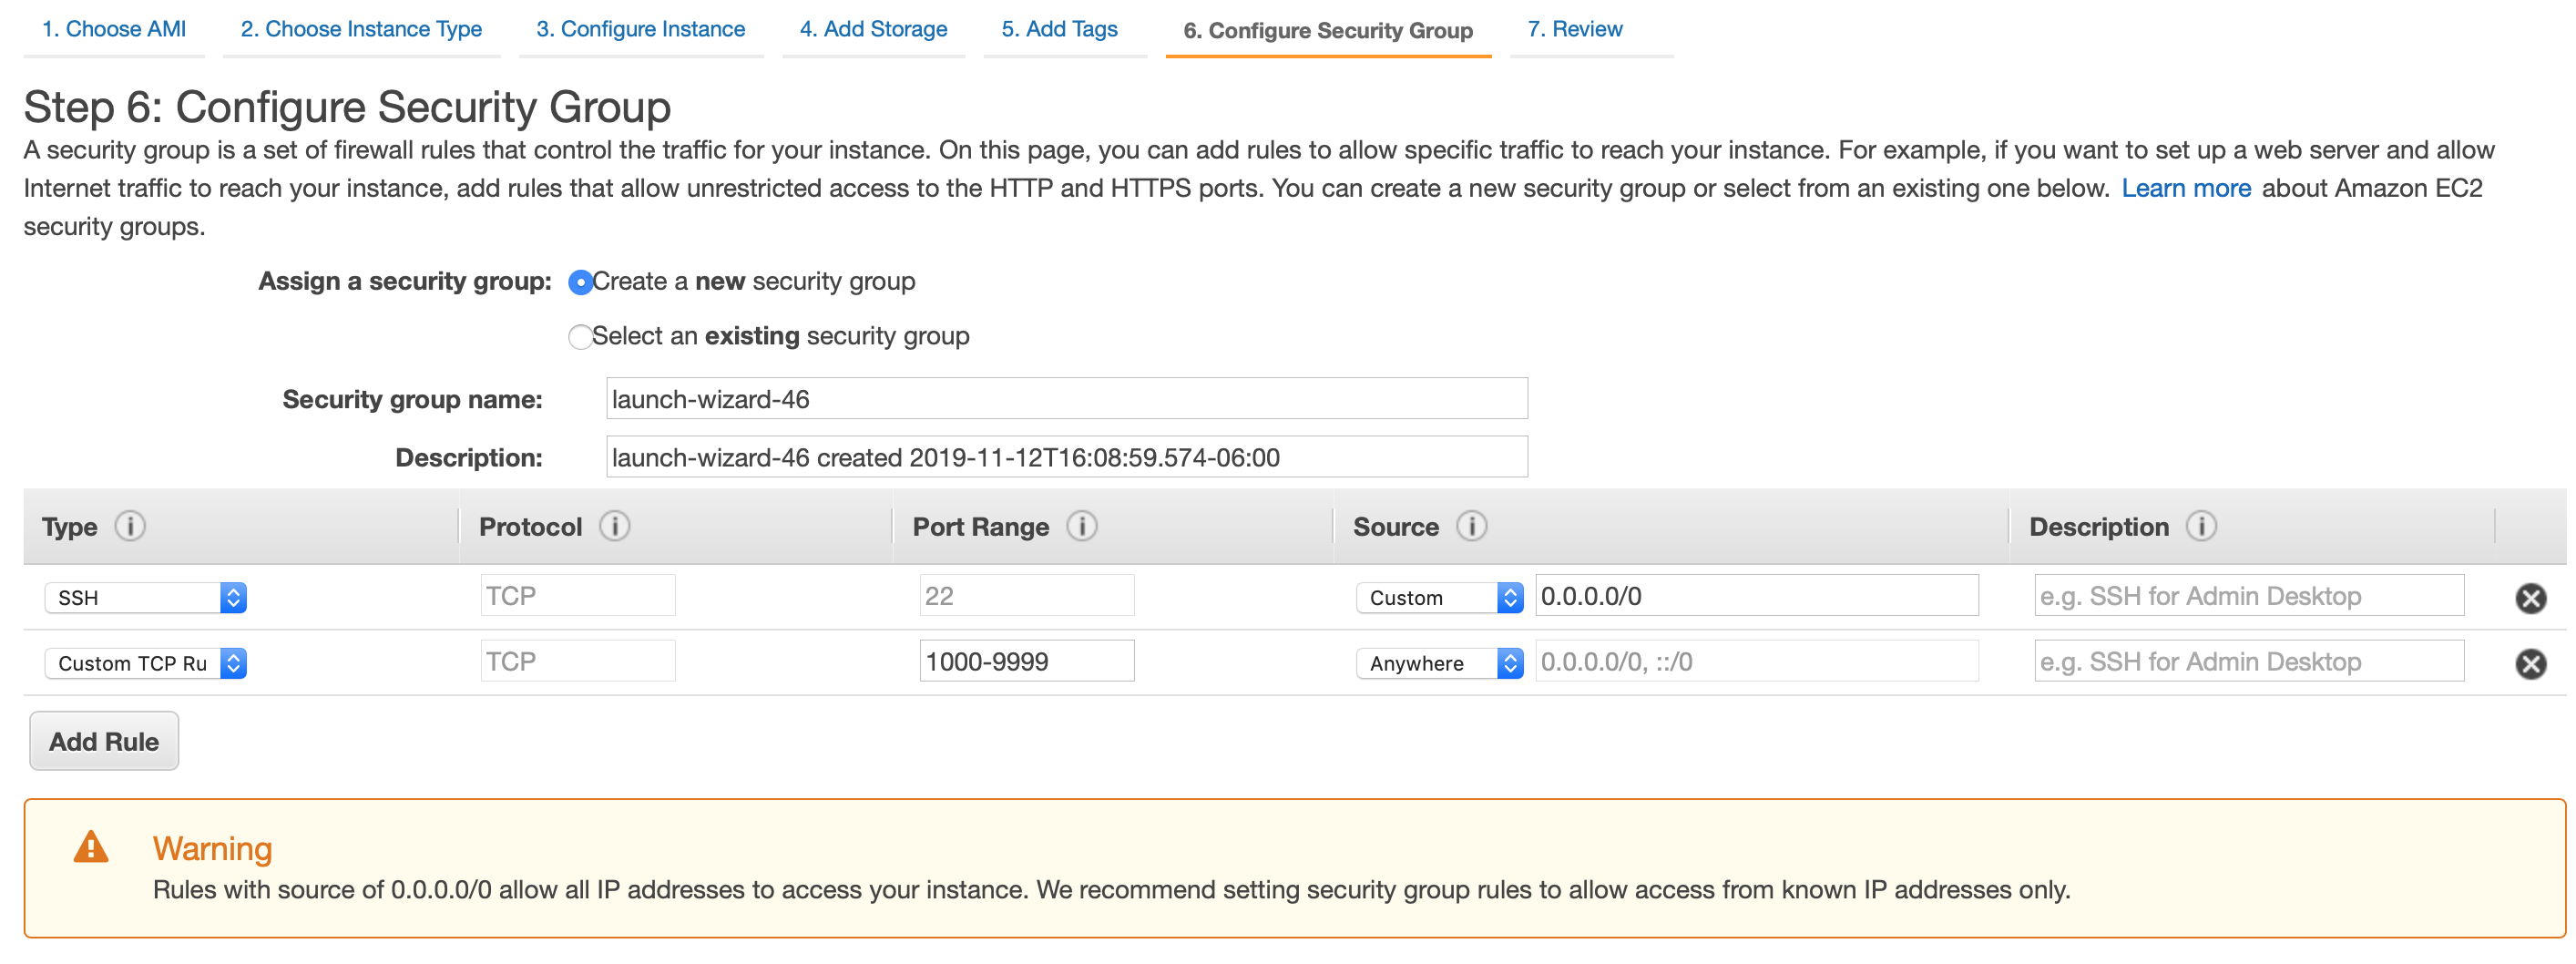 1. Choose AMI 2. Choose Instance Type 3. Configure Instance 4. Add Storage 5. Add Tags 6. Configure Security Group 7. Review
Step 6: Configure Security Group
A security group is a set of firewall rules that control the traffic for your instance. On this page, you can add rules to allow specific traffic to reach your instance. For example, if you want to set up a web server and allow
Internet traffic to reach your instance, add rules that allow unrestricted access to the HTTP and HTTPS ports. You can create a new security group or select from an existing one below. Learn more about Amazon EC2
security groups.
Assign a security group: Create a new security group
Select an existing security group
Security group name: launch-wizard-46
Description: launch-wizard-46 created 2019-11-12T16:08:59.574-06:00
Type i Protocol i Port Range i Source i Description i
SSH TCP 22 Custom 0.0.0.0/0 e.g. SSH for Admin Desktop
Custom TCP Ru TCP 1000-9999 Anywhere 0.0.0.0/0, ::/0 e.g. SSH for Admin Desktop
Add Rule
Warning
Rules with source of 0.0.0.0/0 allow all IP addresses to access your instance. We recommend setting security group rules to allow access from known IP addresses only.